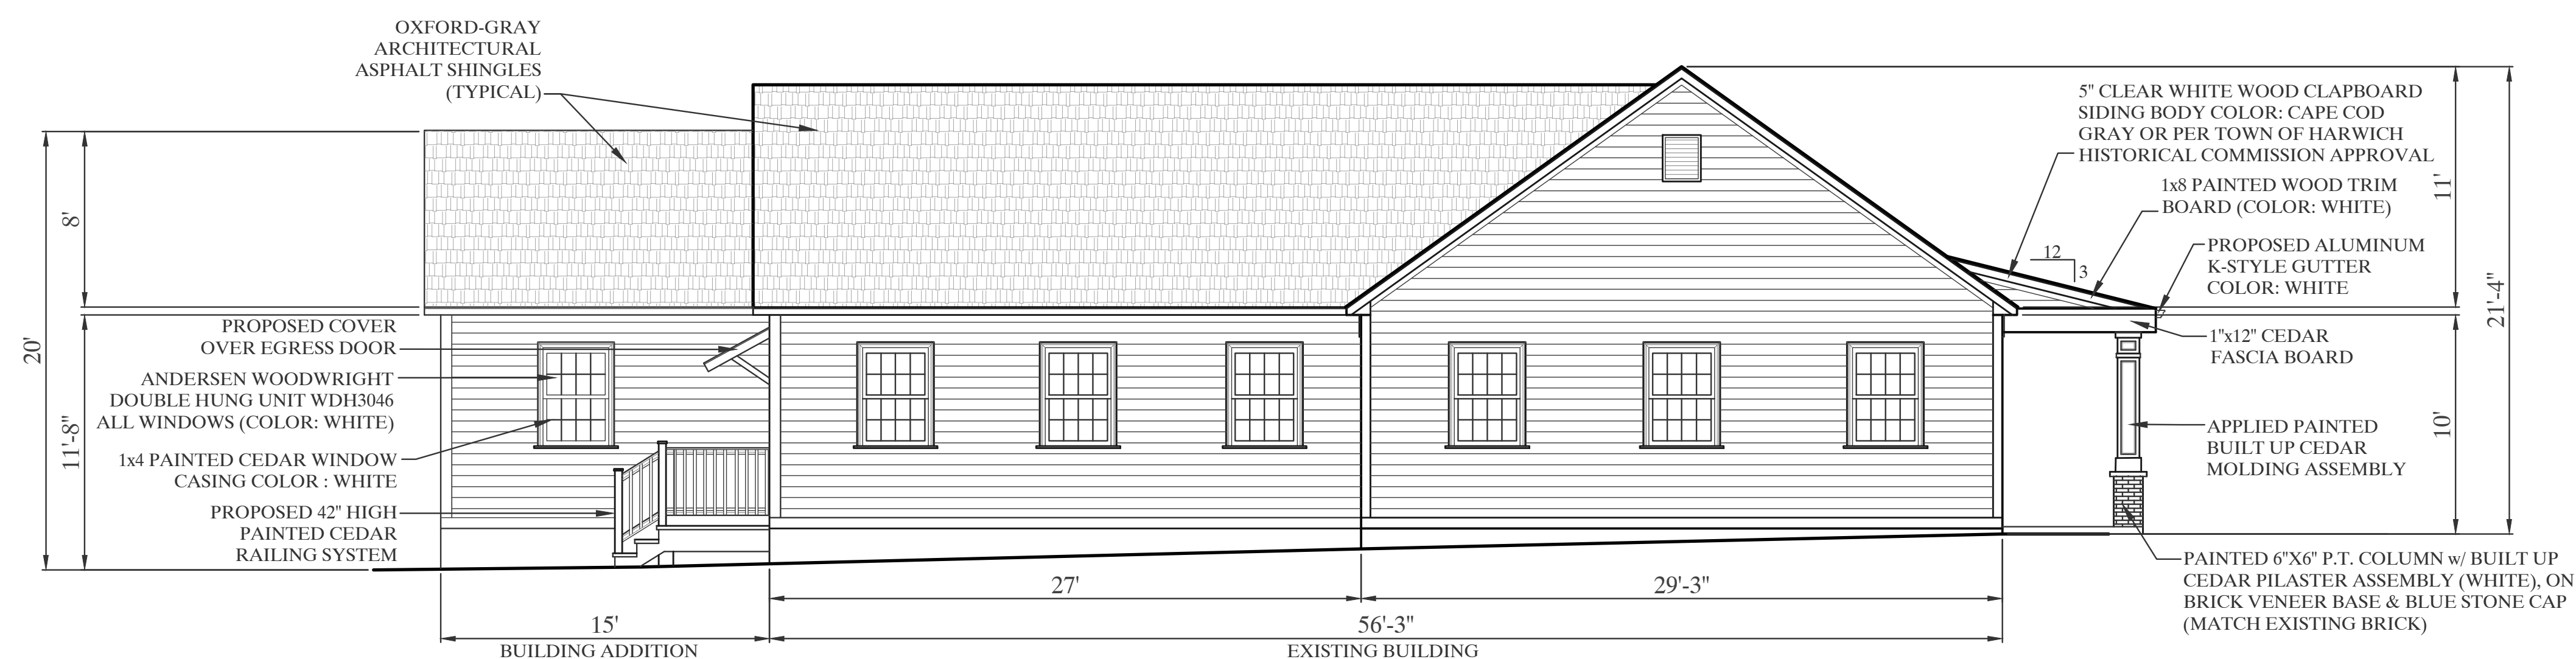 OXFORD-GRAY
ARCHITECTURAL
ASPHALT SHINGLES
(TYPICAL)
5" CLEAR WHITE WOOD CLAPBOARD
SIDING BODY COLOR: CAPE COD
GRAY OR PER TOWN OF HARWICH
HISTORICAL COMMISSION APPROVAL
1x8 PAINTED WOOD TRIM
BOARD (COLOR: WHITE)
PROPOSED ALUMINUM
K-STYLE GUTTER
COLOR: WHITE
12
3
8'
20'
11'-8"
11'
21'-4"
10'
PROPOSED COVER
OVER EGRESS DOOR
ANDERSEN WOODWRIGHT
DOUBLE HUNG UNIT WDH3046
ALL WINDOWS (COLOR: WHITE)
1x4 PAINTED CEDAR WINDOW
CASING COLOR : WHITE
PROPOSED 42" HIGH
PAINTED CEDAR
RAILING SYSTEM
1"x12" CEDAR
FASCIA BOARD
APPLIED PAINTED
BUILT UP CEDAR
MOLDING ASSEMBLY
PAINTED 6"X6" P.T. COLUMN w/ BUILT UP
CEDAR PILASTER ASSEMBLY (WHITE), ON
BRICK VENEER BASE & BLUE STONE CAP
(MATCH EXISTING BRICK)
27'
29'-3"
15'
56'-3"
BUILDING ADDITION
EXISTING BUILDING